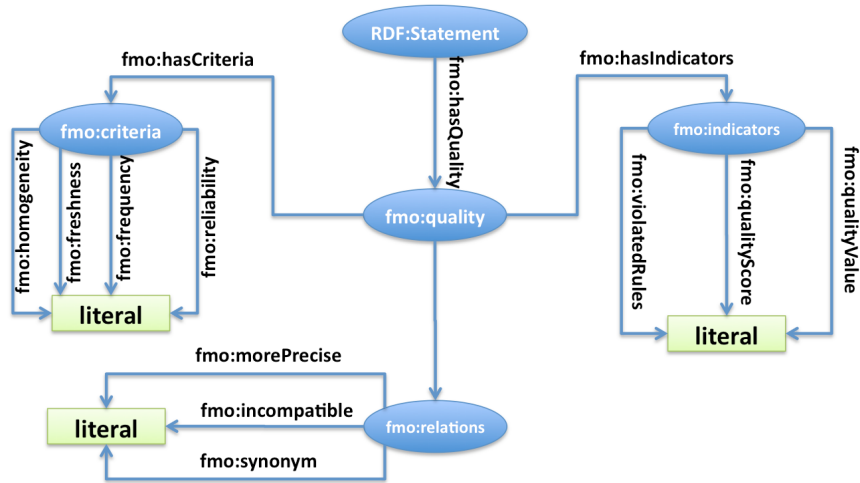 RDF:Statement
fmo:hasCriteria
fmo:hasQuality
fmo:hasIndicators
fmo:criteria
fmo:indicators
fmo:homogeneity
fmo:freshness
fmo:frequency
fmo:reliability
fmo:quality
fmo:violatedRules
fmo:qualityScore
fmo:qualityValue
literal
literal
fmo:morePrecise
fmo:incompatible
literal
fmo:relations
fmo:synonym